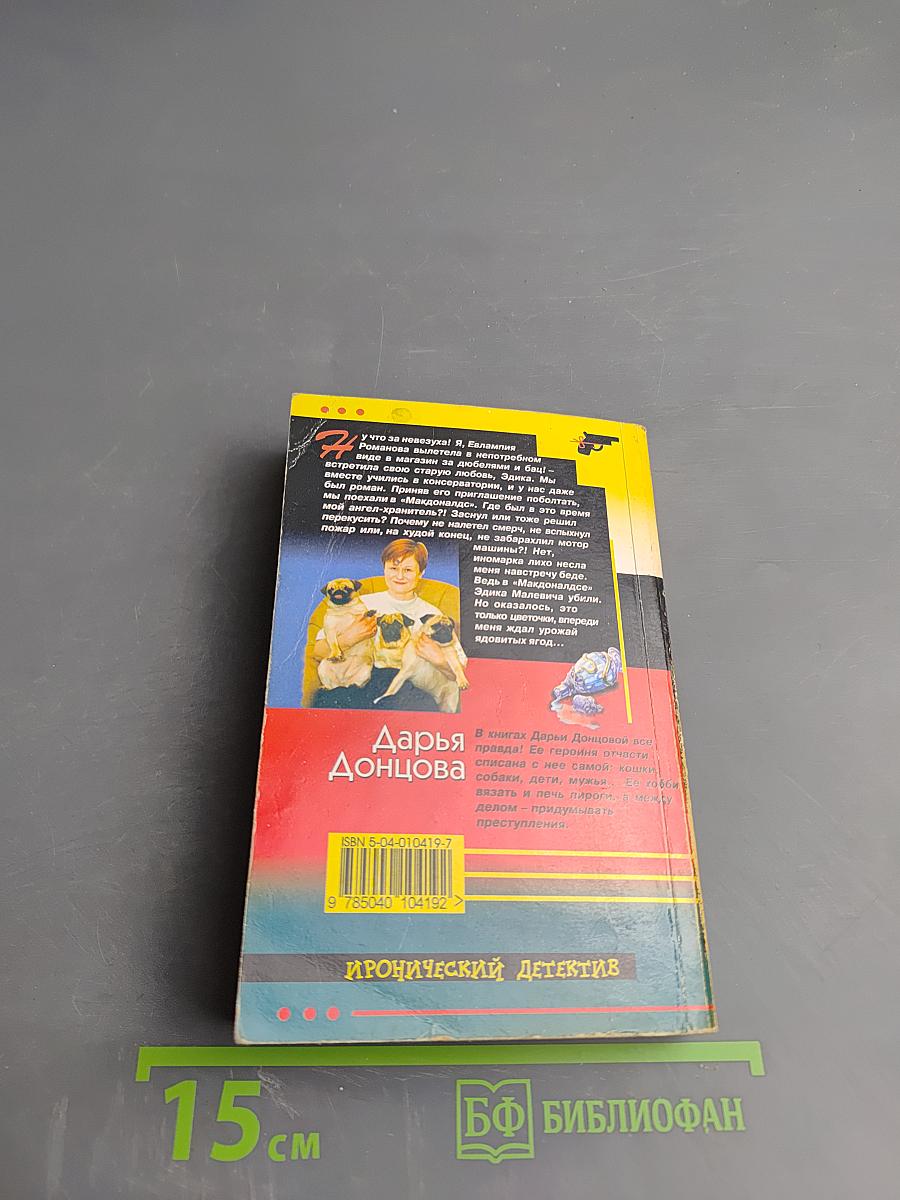 Ну что за невезуха! Я, Евлампия
Романова вылетела в непотребном
виде в магазин за дюбелями и бац! –
встретила свою старую любовь, Эдика. Мы
вместе учились в консерватории, и у нас даже
был роман. Приняв его приглашение поболтать,
мы поехали в «Макдоналдс». Где был в это время
мой ангел-хранитель?! Заснул или тоже решил
перекусить? Почему не налетел смерч, не вспыхнул
пожар или, на худой конец, не забарахлил мотор
машины?! Нет,
иномарка лихо несла
меня навстречу беде.
Ведь в «Макдоналдсе»
Эдика Малевича убили.
Но оказалось, это
только цветочки, впереди
меня ждал урожай
ядовитых ягод...
Дарья
Донцова
В книгах Дарьи Донцовой все
правда! Ее героиня отчасти
списана с нее самой: кошки,
собаки, дети, мужья... Ее хобби
вязать и печь пироги, а между
делом – придумывать
преступления.
ISBN 5-04-010419-7
9 785040 104192 >
ИРОНИЧЕСКИЙ ДЕТЕКТИВ
15 см
БФ БИБЛИОФАН